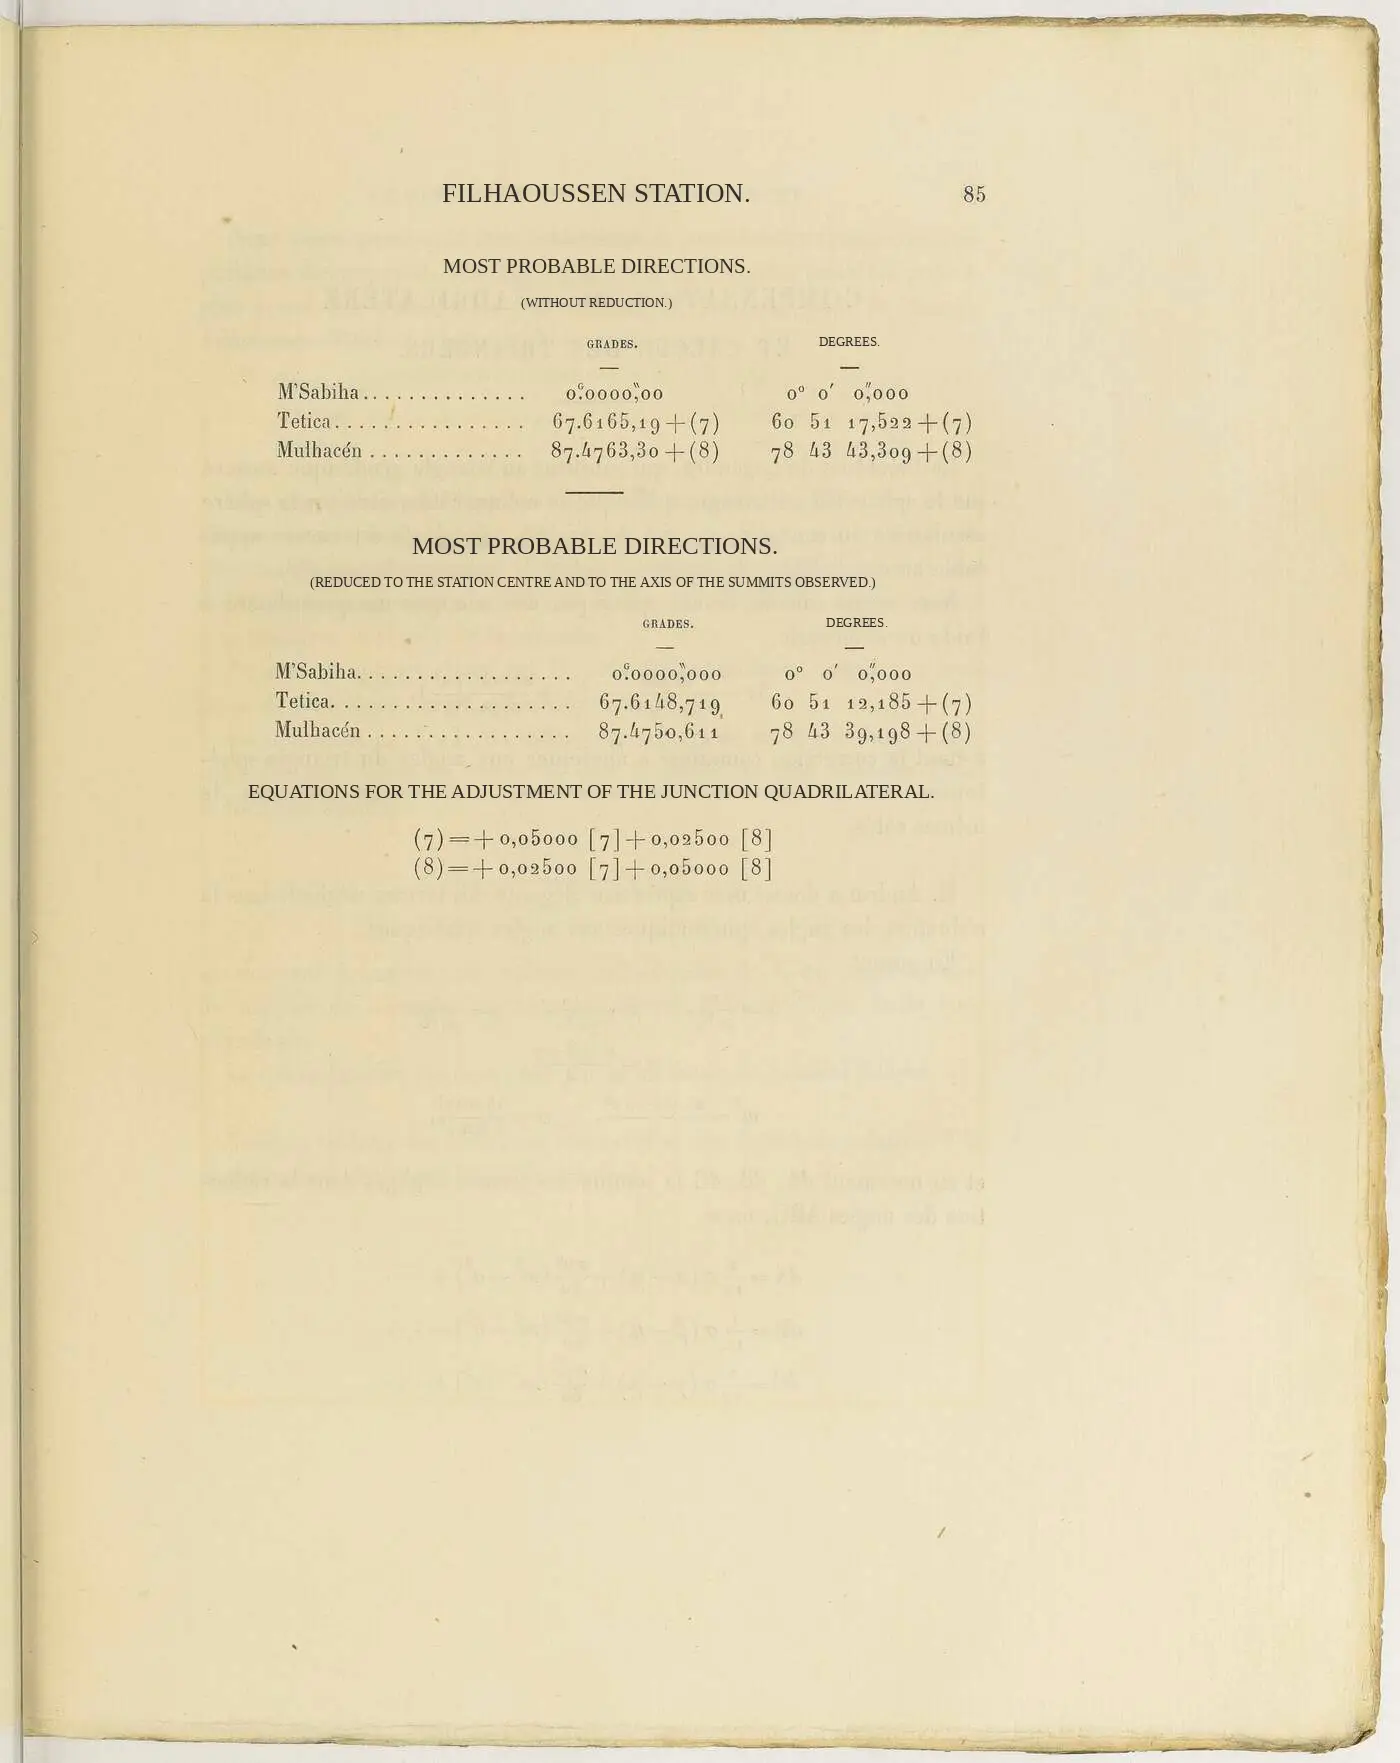 FILHAOUSSEN STATION. 85
MOST PROBABLE DIRECTIONS.
(WITHOUT REDUCTION.)
GRADES. DEGREES.
M'Sabiha.............. 0ᴳ.0000‶,00 0° 0′ 0″,000
Tetica................. 67.6165,19+(7) 60 51 17,522+(7)
Mulhacén............. 87.4763,30+(8) 78 43 43,309+(8)
MOST PROBABLE DIRECTIONS.
(REDUCED TO THE STATION CENTRE AND TO THE AXIS OF THE SUMMITS OBSERVED.)
GRADES. DEGREES.
M'Sabiha................... 0ᴳ.0000‶,000 0° 0′ 0″,000
Tetica..................... 67.6148,719 60 51 12,185+(7)
Mulhacén................. 87.4750,611 78 43 39,198+(8)
EQUATIONS FOR THE ADJUSTMENT OF THE JUNCTION QUADRILATERAL.
(7)=+0,05000 [7]+0,02500 [8]
(8)=+0,02500 [7]+0,05000 [8]